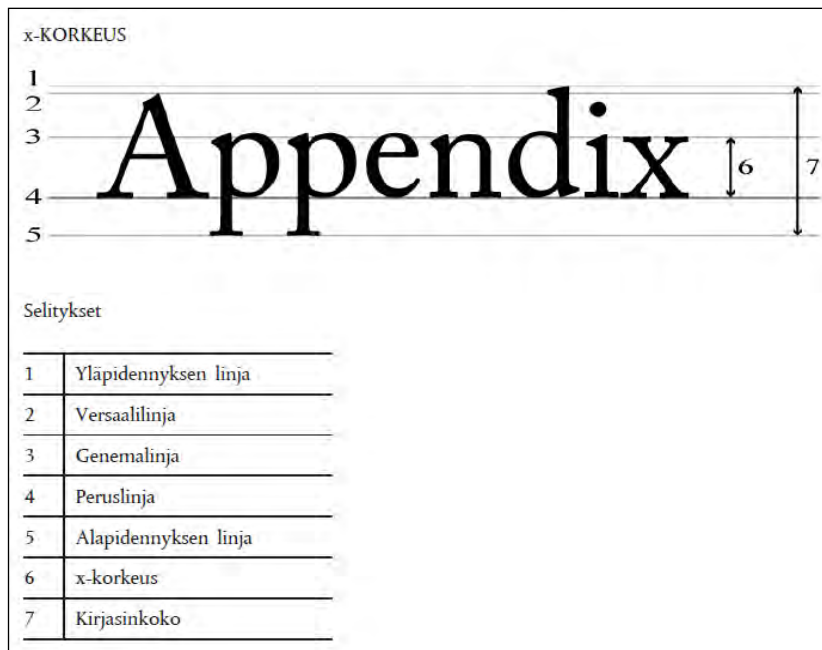 x-KORKEUS
1
2
3
4
5
Appendix
6
7
Selitykset
1 Yläpidennyksen linja
2 Versaalilinja
3 Genemalinja
4 Peruslinja
5 Alapidennyksen linja
6 x-korkeus
7 Kirjasinkoko